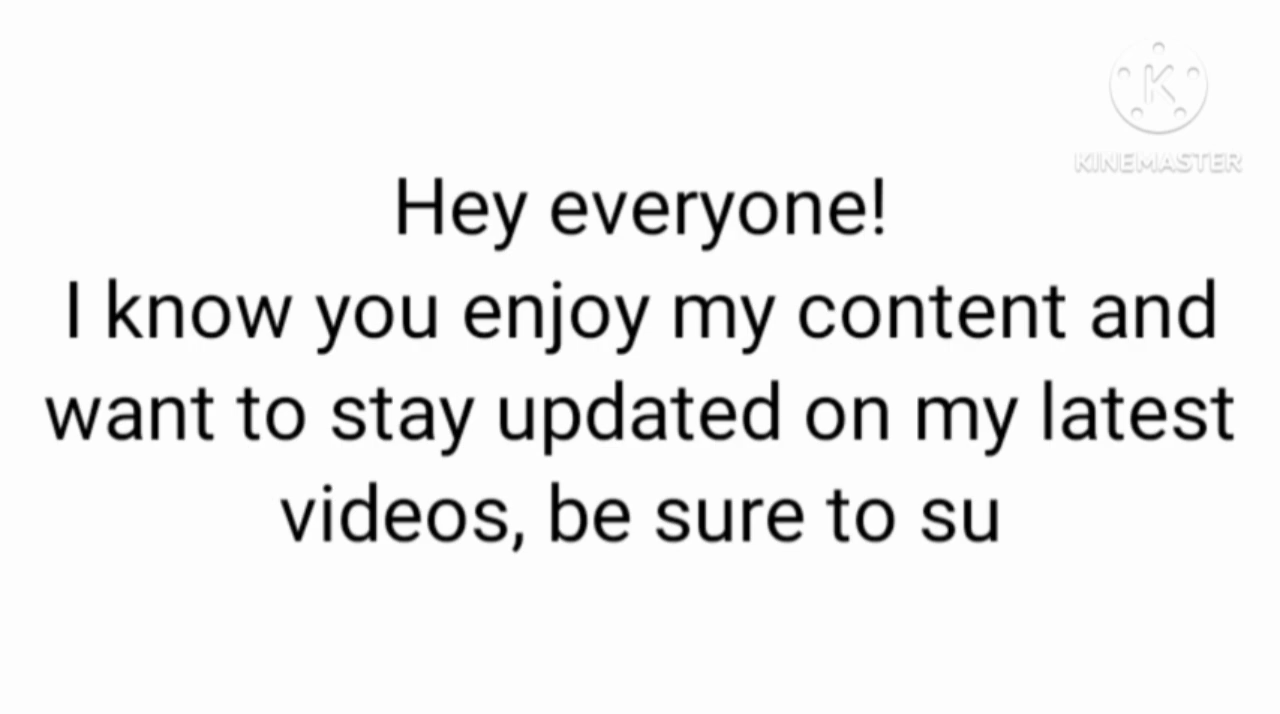 KINEMASTER
Hey everyone!
I know you enjoy my content and
want to stay updated on my latest
videos, be sure to su